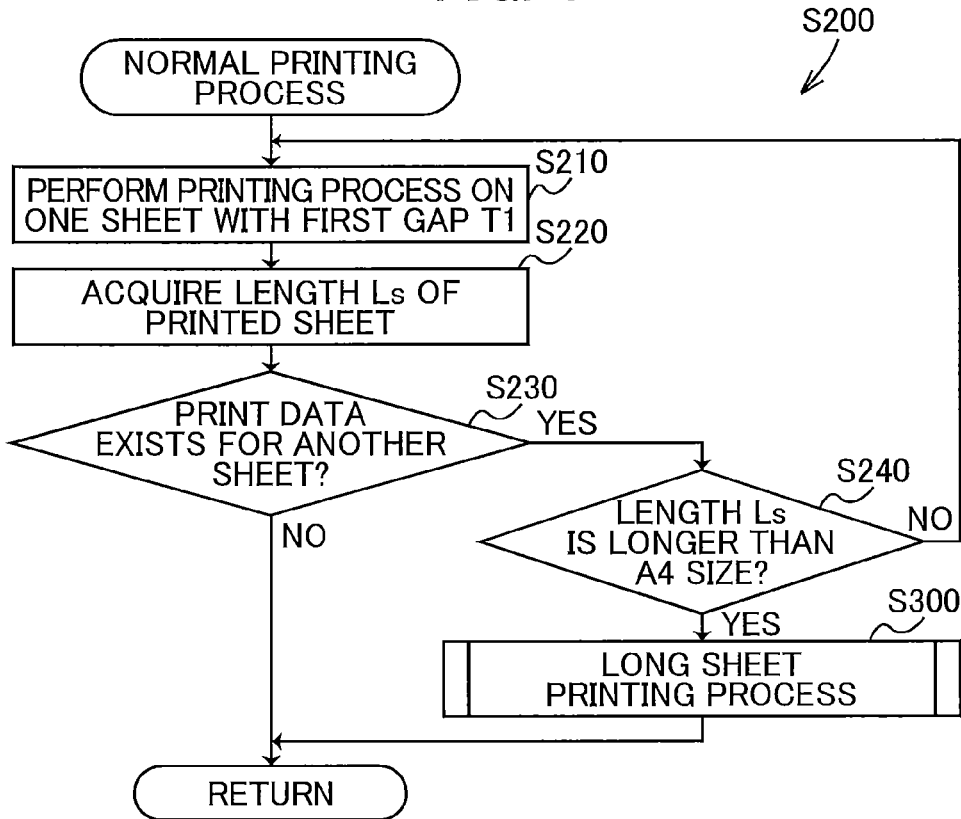 S200
NORMAL PRINTING
PROCESS
S210
PERFORM PRINTING PROCESS ON
ONE SHEET WITH FIRST GAP T1
S220
ACQUIRE LENGTH Ls OF
PRINTED SHEET
S230
PRINT DATA
EXISTS FOR ANOTHER
SHEET?
YES
NO
S240
LENGTH Ls
IS LONGER THAN
A4 SIZE?
NO
YES
S300
LONG SHEET
PRINTING PROCESS
RETURN